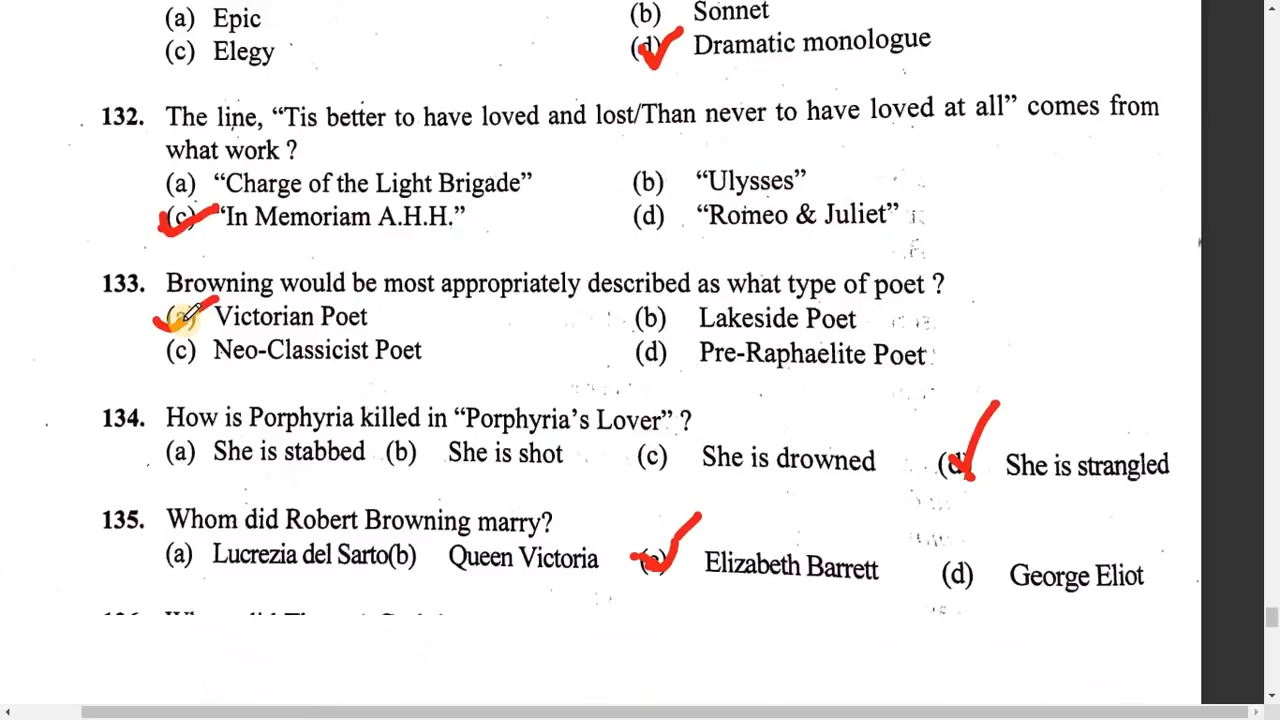 (a) Epic (b) Sonnet
(c) Elegy (d) Dramatic monologue
132. The line, “Tis better to have loved and lost/Than never to have loved at all” comes from
what work ?
(a) “Charge of the Light Brigade” (b) “Ulysses”
(c) “In Memoriam A.H.H.” (d) “Romeo & Juliet”
133. Browning would be most appropriately described as what type of poet ?
(a) Victorian Poet (b) Lakeside Poet
(c) Neo-Classicist Poet (d) Pre-Raphaelite Poet
134. How is Porphyria killed in “Porphyria’s Lover” ?
(a) She is stabbed (b) She is shot (c) She is drowned (d) She is strangled
135. Whom did Robert Browning marry?
(a) Lucrezia del Sarto(b) Queen Victoria (c) Elizabeth Barrett (d) George Eliot